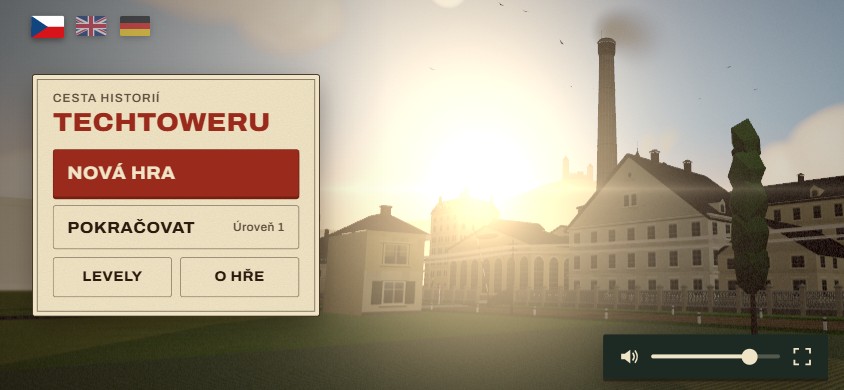 CESTA HISTORIÍ
TECHTOWERU
NOVÁ HRA
POKRAČOVAT Úroveň 1
LEVELY O HŘE